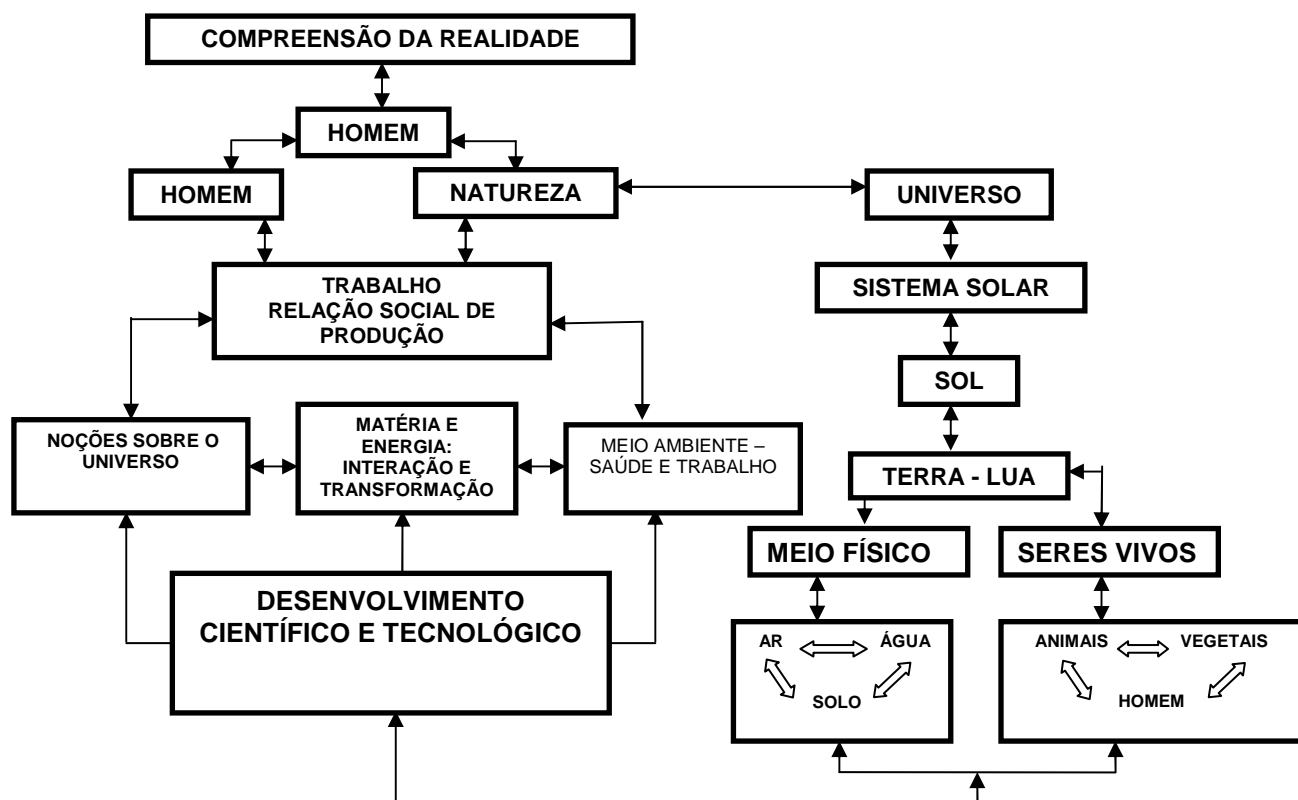 COMPREENSÃO DA REALIDADE
HOMEM
HOMEM
NATUREZA
UNIVERSO
TRABALHO
RELAÇÃO SOCIAL DE
PRODUÇÃO
SISTEMA SOLAR
SOL
NOÇÕES SOBRE O
UNIVERSO
MATÉRIA E
ENERGIA:
INTERAÇÃO E
TRANSFORMAÇÃO
MEIO AMBIENTE –
SAÚDE E TRABALHO
TERRA - LUA
MEIO FÍSICO
SERES VIVOS
DESENVOLVIMENTO
CIENTÍFICO E TECNOLÓGICO
AR
ÁGUA
SOLO
ANIMAIS
VEGETAIS
HOMEM